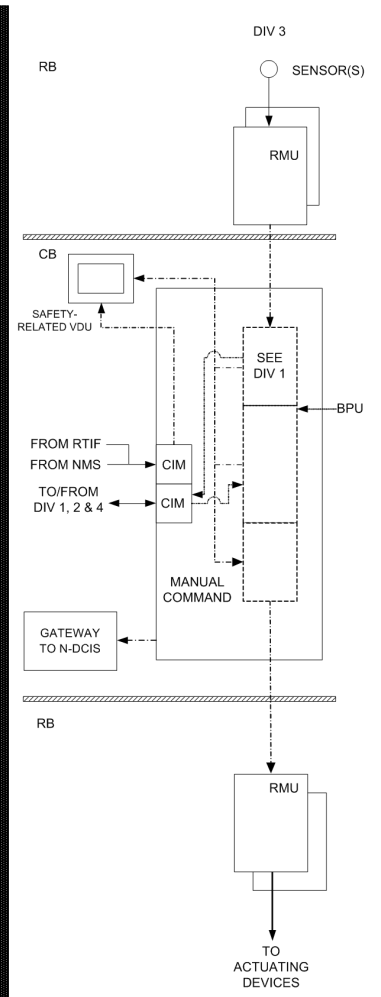 DIV 3
RB
SENSOR(S)
RMU
CB
SAFETY-
RELATED VDU
SEE
DIV 1
BPU
FROM RTIF
FROM NMS
CIM
TO/FROM
DIV 1, 2 & 4
CIM
MANUAL
COMMAND
GATEWAY
TO N-DCIS
RB
RMU
TO
ACTUATING
DEVICES